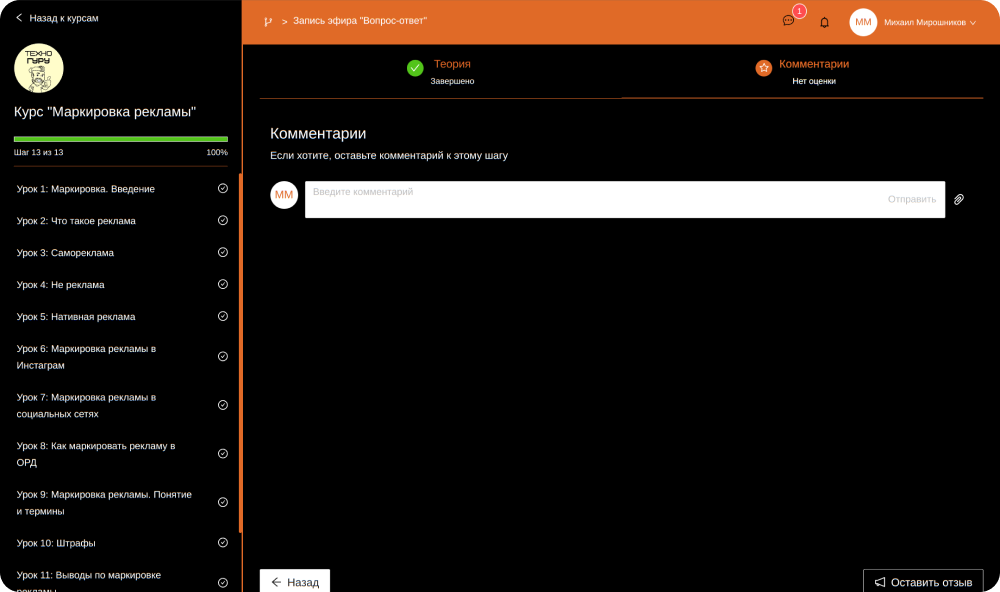 Назад к курсам
ТЕХНО
ГУРУ
Курс "Маркировка рекламы"
Шаг 13 из 13
100%
Урок 1: Маркировка. Введение
Урок 2: Что такое реклама
Урок 3: Самореклама
Урок 4: Не реклама
Урок 5: Нативная реклама
Урок 6: Маркировка рекламы в
Инстаграм
Урок 7: Маркировка рекламы в
социальных сетях
Урок 8: Как маркировать рекламу в
ОРД
Урок 9: Маркировка рекламы. Понятие
и термины
Урок 10: Штрафы
Урок 11: Выводы по маркировке
рекламы
> Запись эфира "Вопрос-ответ"
1
ММ
Михаил Мирошников
Теория
Завершено
Комментарии
Нет оценки
Комментарии
Если хотите, оставьте комментарий к этому шагу
ММ
Введите комментарий
Отправить
Назад
Оставить отзыв